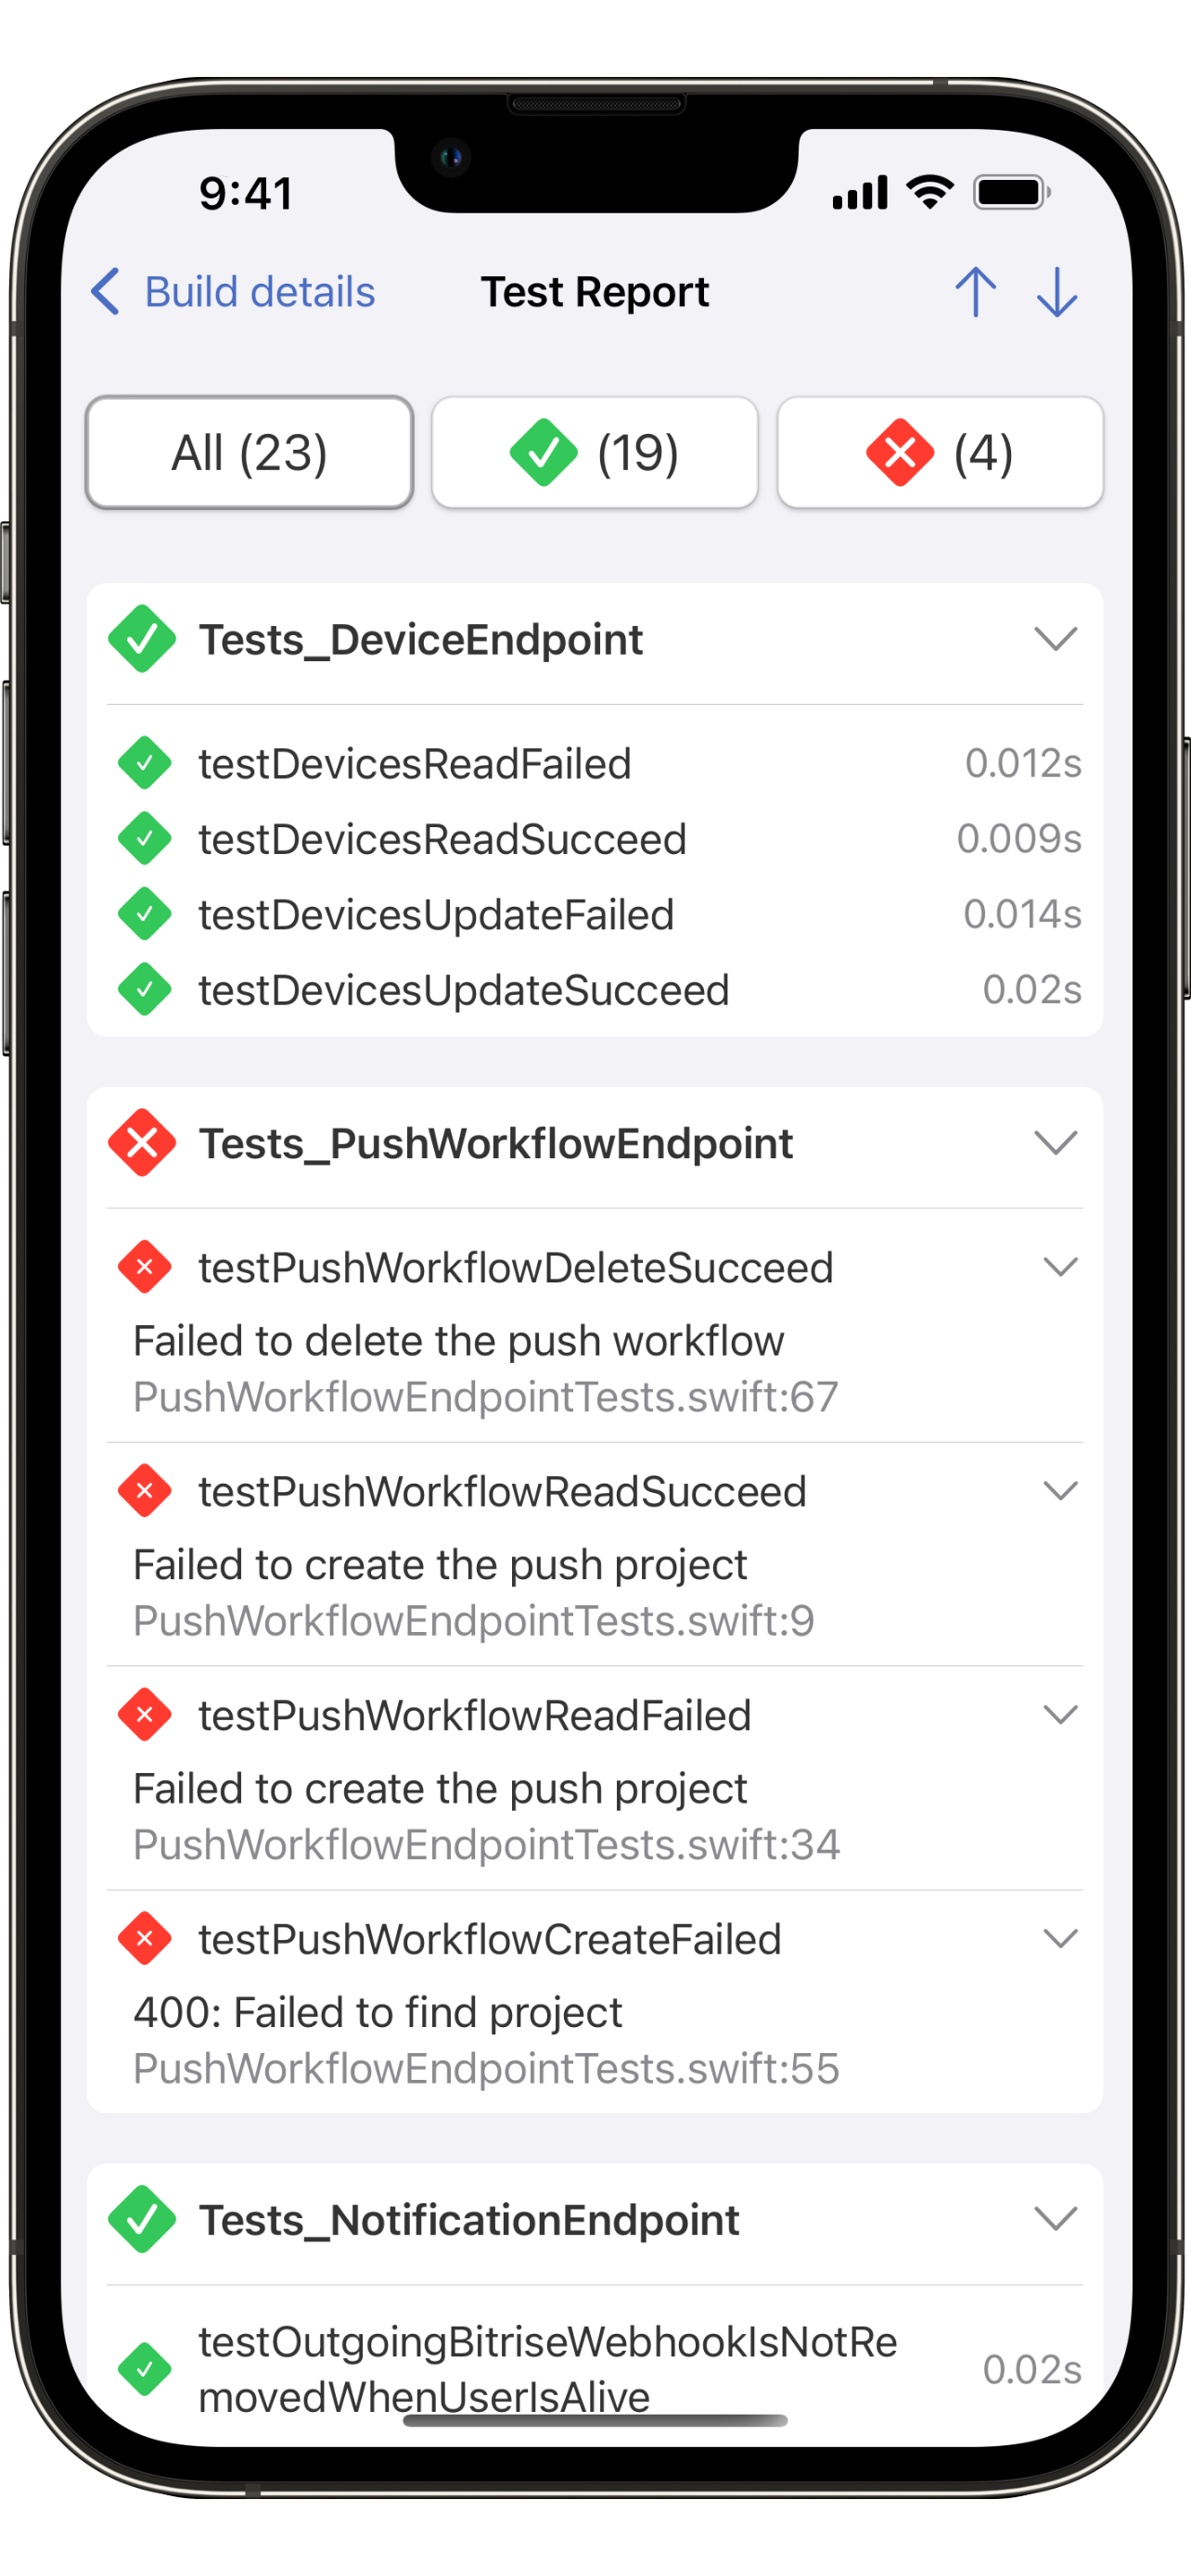 9:41
Build details
Test Report
All (23)
(19)
(4)
Tests_DeviceEndpoint
testDevicesReadFailed 0.012s
testDevicesReadSucceed 0.009s
testDevicesUpdateFailed 0.014s
testDevicesUpdateSucceed 0.02s
Tests_PushWorkflowEndpoint
testPushWorkflowDeleteSucceed
Failed to delete the push workflow
PushWorkflowEndpointTests.swift:67
testPushWorkflowReadSucceed
Failed to create the push project
PushWorkflowEndpointTests.swift:9
testPushWorkflowReadFailed
Failed to create the push project
PushWorkflowEndpointTests.swift:34
testPushWorkflowCreateFailed
400: Failed to find project
PushWorkflowEndpointTests.swift:55
Tests_NotificationEndpoint
testOutgoingBitriseWebhookIsNotRe
movedWhenUserIsAlive
0.02s